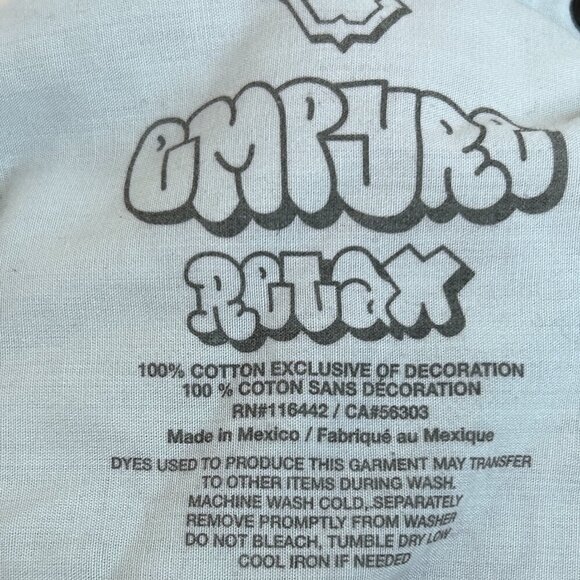 EMPYRE
RELAX
100% COTTON EXCLUSIVE OF DECORATION
100 % COTON SANS DÉCORATION
RN#116442 / CA#56303
Made in Mexico / Fabriqué au Mexique
DYES USED TO PRODUCE THIS GARMENT MAY TRANSFER
TO OTHER ITEMS DURING WASH.
MACHINE WASH COLD, SEPARATELY
REMOVE PROMPTLY FROM WASHER
DO NOT BLEACH, TUMBLE DRY LOW
COOL IRON IF NEEDED